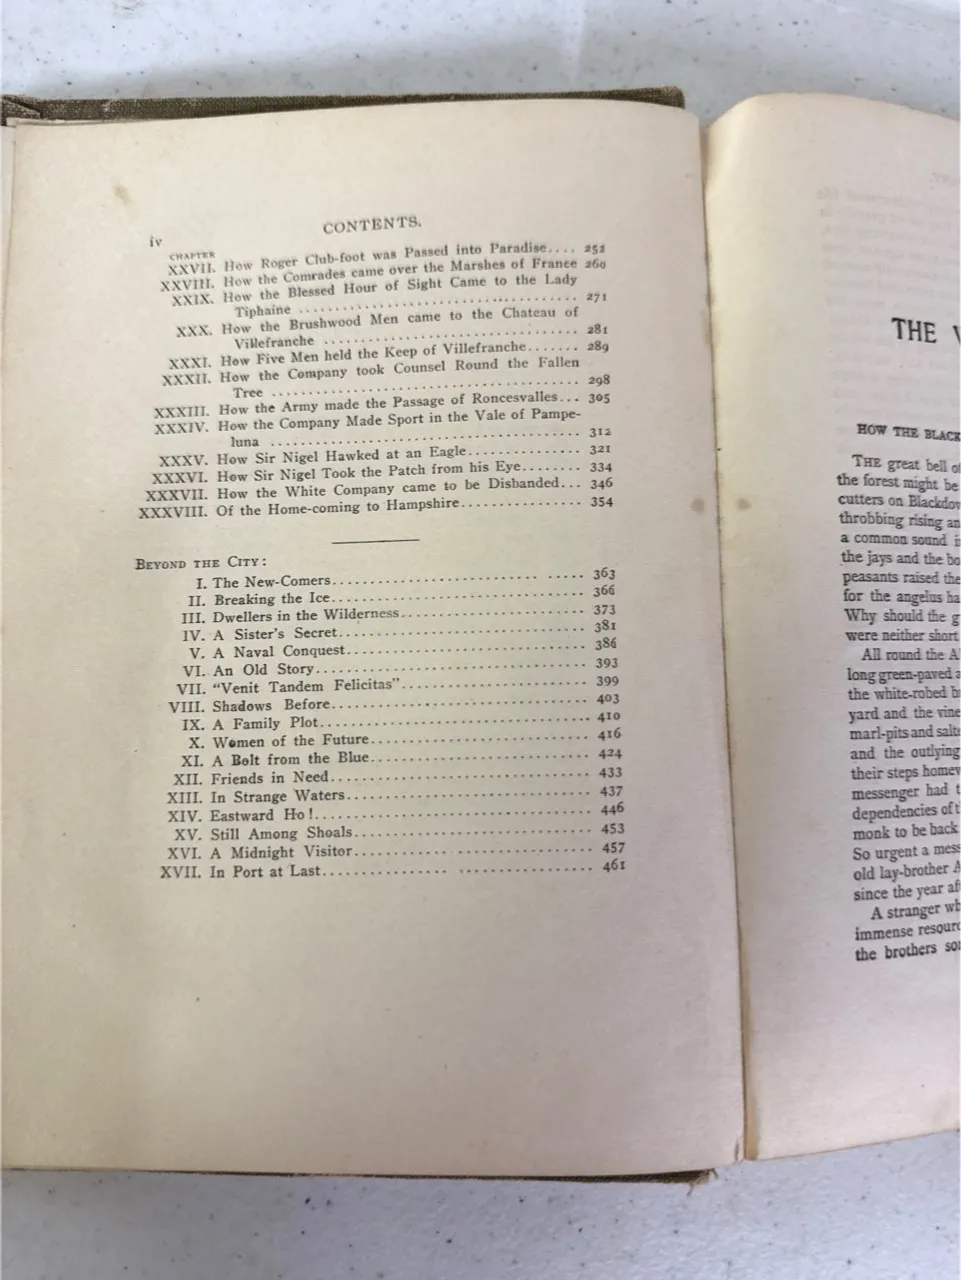 iv
CONTENTS.
CHAPTER
XXVII. How Roger Club-foot was Passed into Paradise.... 252
XXVIII. How the Comrades came over the Marshes of France 260
XXIX. How the Blessed Hour of Sight Came to the Lady
Tiphaine ........................................ 271
XXX. How the Brushwood Men came to the Chateau of
Villefranche .................................... 281
XXXI. How Five Men held the Keep of Villefranche....... 289
XXXII. How the Company took Counsel Round the Fallen
Tree ............................................ 298
XXXIII. How the Army made the Passage of Roncesvalles... 305
XXXIV. How the Company Made Sport in the Vale of Pampe-
luna ............................................ 312
XXXV. How Sir Nigel Hawked at an Eagle............... 321
XXXVI. How Sir Nigel Took the Patch from his Eye........ 334
XXXVII. How the White Company came to be Disbanded... 346
XXXVIII. Of the Home-coming to Hampshire................ 354
BEYOND THE CITY:
I. The New-Comers.............................. ..... 363
II. Breaking the Ice................................... 366
III. Dwellers in the Wilderness......................... 373
IV. A Sister's Secret.................................. 381
V. A Naval Conquest................................. 386
VI. An Old Story..................................... 393
VII. "Venit Tandem Felicitas".......................... 399
VIII. Shadows Before................................... 403
IX. A Family Plot.................................... 410
X. Women of the Future.............................. 416
XI. A Bolt from the Blue.............................. 424
XII. Friends in Need................................... 433
XIII. In Strange Waters................................. 437
XIV. Eastward Ho!..................................... 446
XV. Still Among Shoals................................ 453
XVI. A Midnight Visitor............. .................. 457
XVII. In Port at Last................ ................. 461
THE
HOW THE BLACK
THE great bell of
the forest might be
cutters on
throbbing rising
a common sound
the jays and the
peasants raised the
for the angelus
Why should the
were neither short
All round the
long green-paved
the white-robed
yard and the
marl-pits and
and the outlying
their steps
messenger had
dependencies of
monk to be back
So urgent a
old lay-brother
since the year
A stranger
immense
the brothers